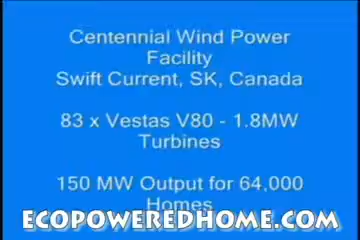 Centennial Wind Power
Facility
Swift Current, SK, Canada
83 x Vestas V80 - 1.8MW
Turbines
150 MW Output for 64,000
Homes
ECOPOWEREDHOME.COM